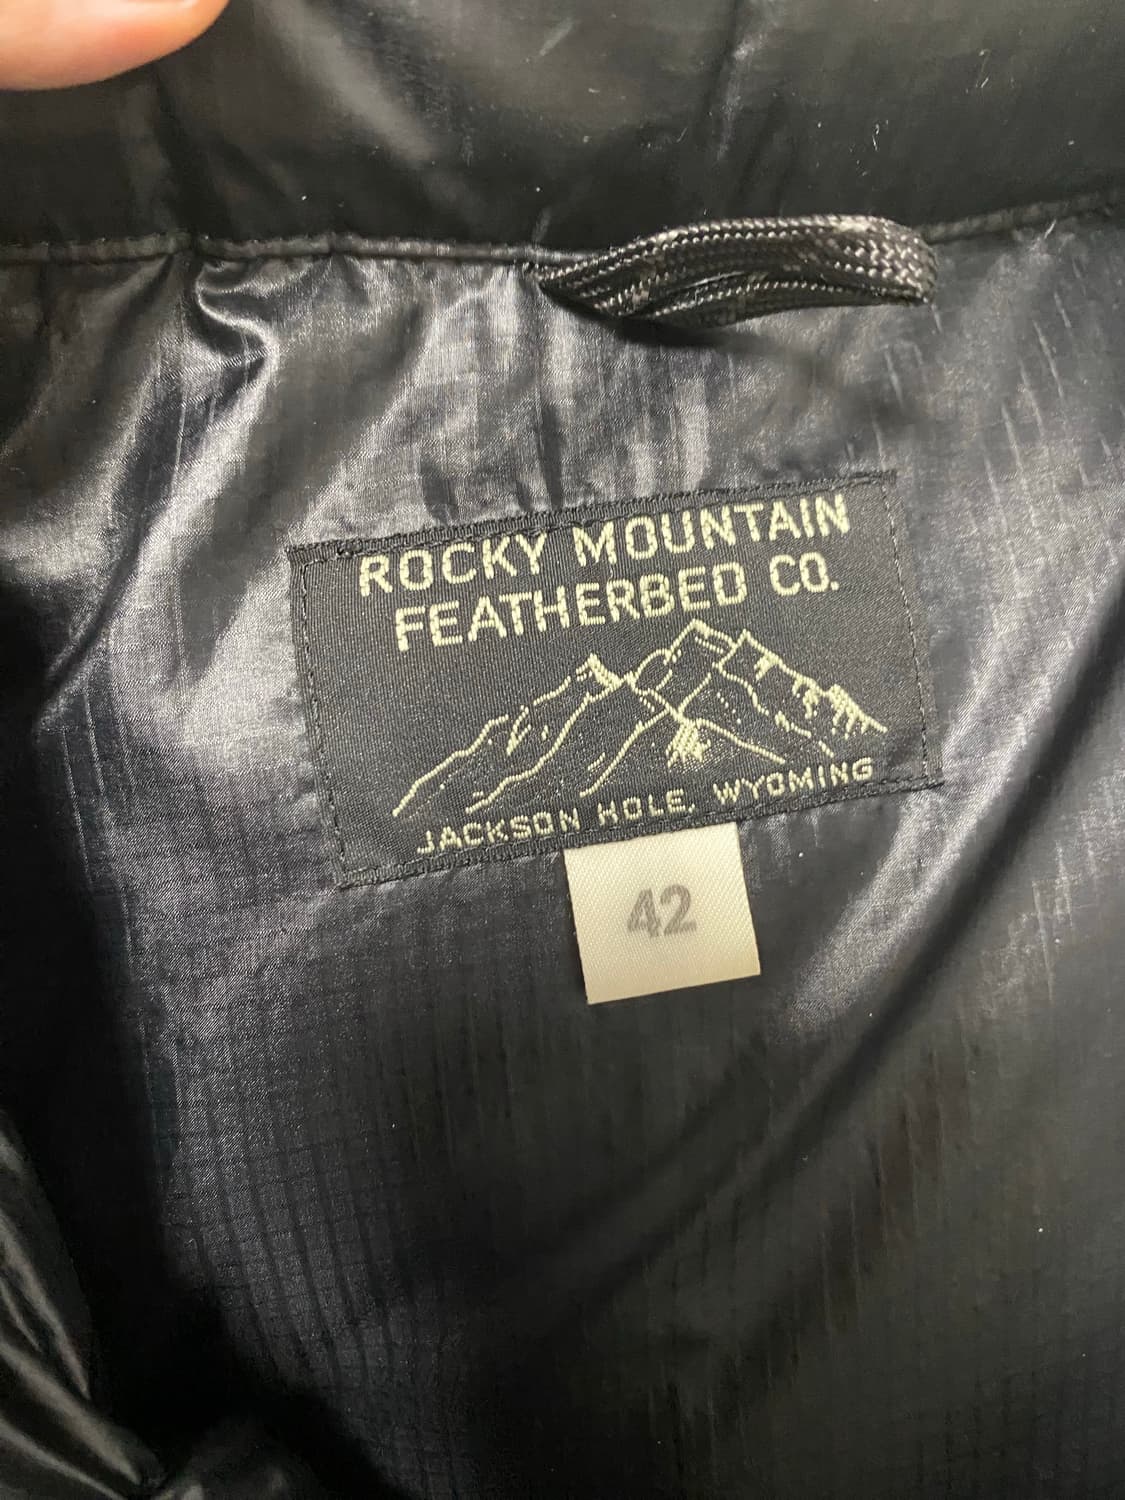 ROCKY MOUNTAIN
FEATHERBED CO.
JACKSON HOLE, WYOMING
42